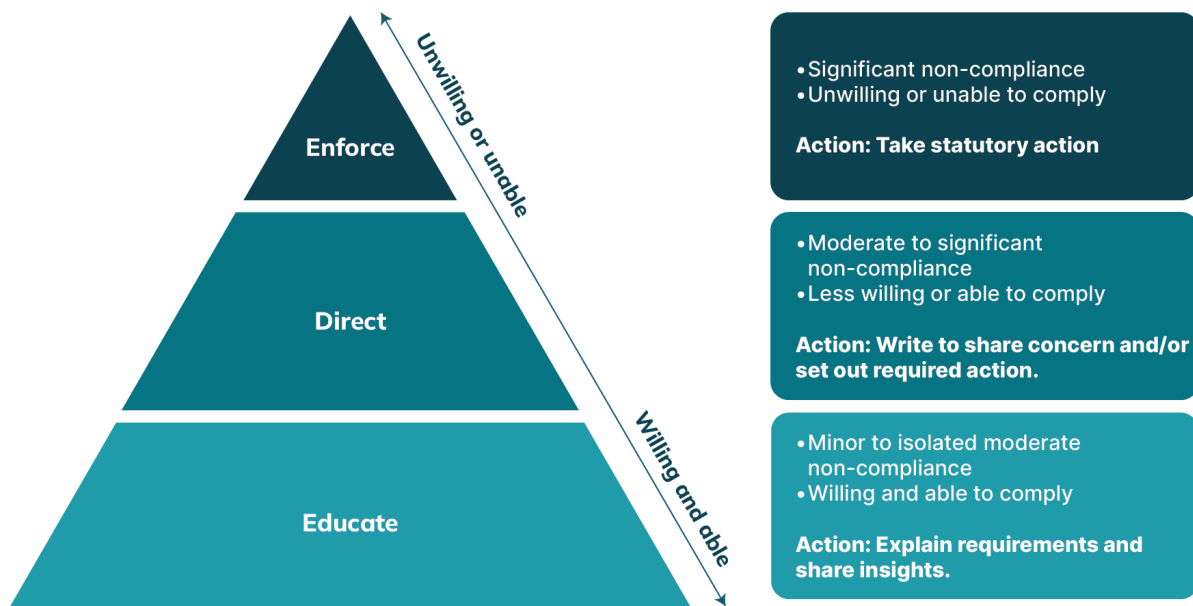 Enforce
Direct
Educate
Unwilling or unable
Willing and able
•Significant non-compliance
•Unwilling or unable to comply
Action: Take statutory action
•Moderate to significant
non-compliance
•Less willing or able to comply
Action: Write to share concern and/or
set out required action.
•Minor to isolated moderate
non-compliance
•Willing and able to comply
Action: Explain requirements and
share insights.